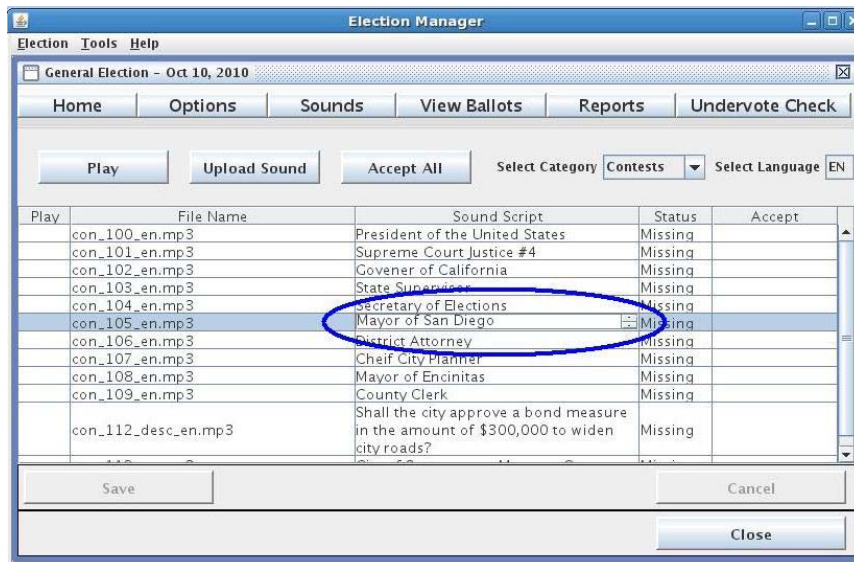 Election Manager
Election Tools Help
General Election - Oct 10, 2010
Home Options Sounds View Ballots Reports Undervote Check
Play Upload Sound Accept All Select Category Contests Select Language EN
Play File Name Sound Script Status Accept
con_100_en.mp3 President of the United States Missing
con_101_en.mp3 Supreme Court Justice #4 Missing
con_102_en.mp3 Govener of California Missing
con_103_en.mp3 State Supervisor Missing
con_104_en.mp3 Secretary of Elections Missing
con_105_en.mp3 Mayor of San Diego Missing
con_106_en.mp3 District Attorney Missing
con_107_en.mp3 Cheif City Planner Missing
con_108_en.mp3 Mayor of Encinitas Missing
con_109_en.mp3 County Clerk Missing
Shall the city approve a bond measure
con_112_desc_en.mp3 in the amount of $300,000 to widen Missing
city roads?
Save Cancel
Close